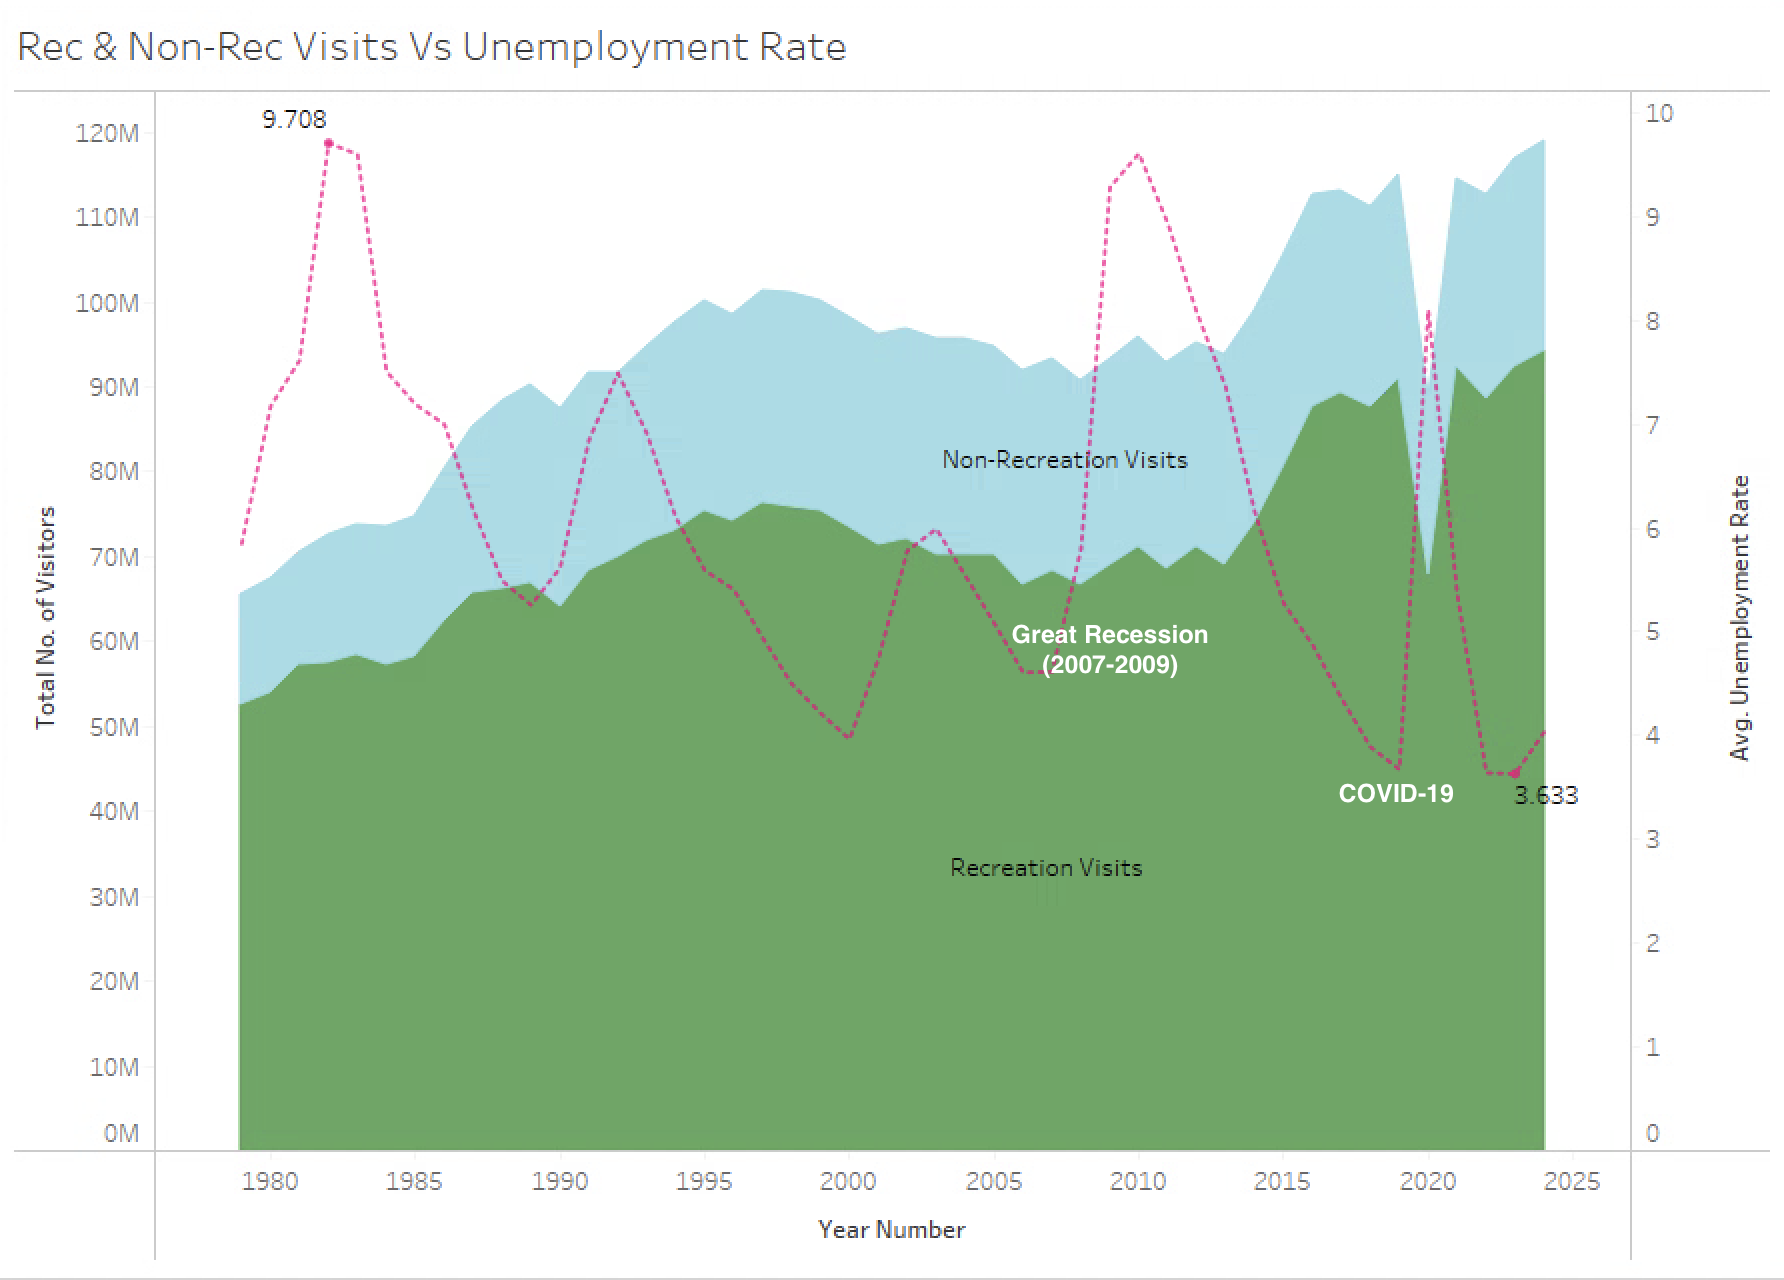 Rec & Non-Rec Visits Vs Unemployment Rate
9.708
120M
110M
100M
90M
80M
70M
60M
50M
40M
30M
20M
10M
0M
Total No. of Visitors
Non-Recreation Visits
Great Recession
(2007-2009)
COVID-19
3.633
Recreation Visits
10
9
8
7
6
5
4
3
2
1
0
Avg. Unemployment Rate
1980 1985 1990 1995 2000 2005 2010 2015 2020 2025
Year Number